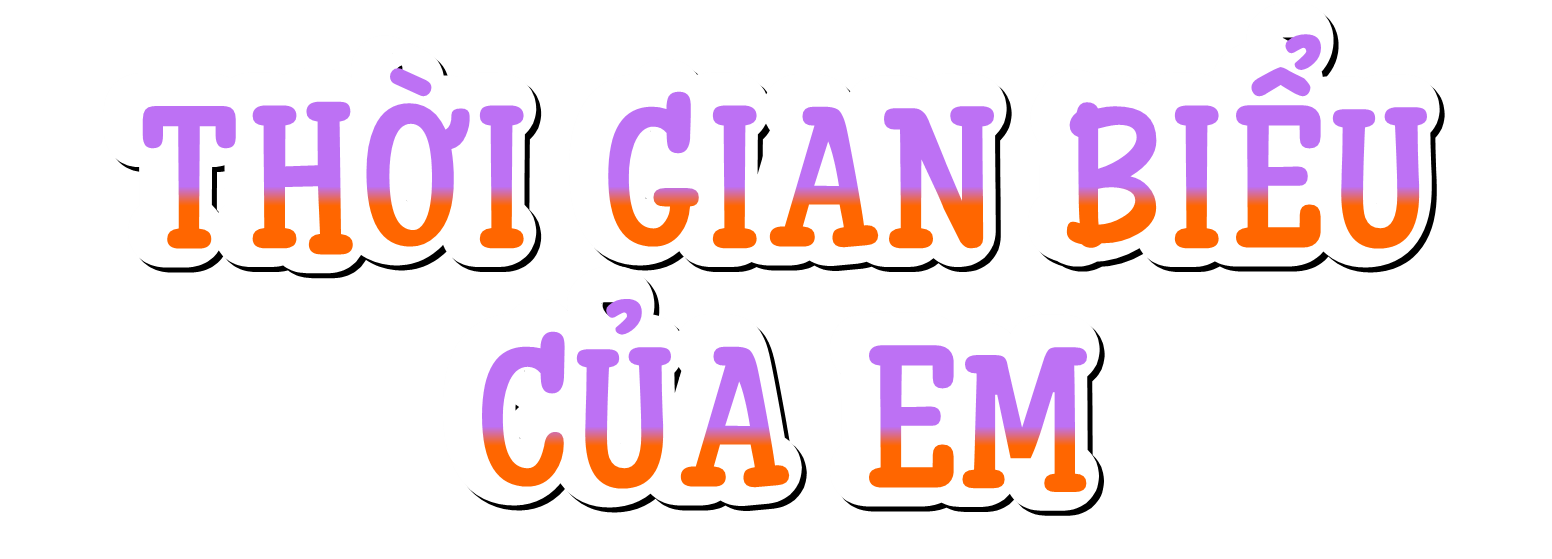 THỜI GIAN BIỂU
CỦA EM